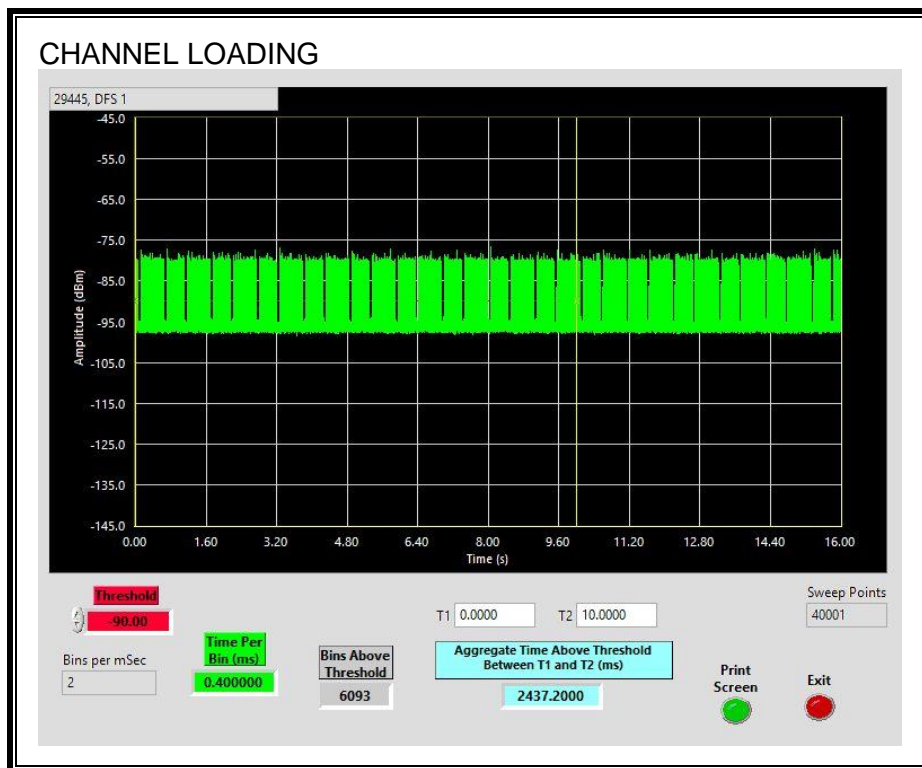 CHANNEL LOADING
29445, DFS 1
-45.0
-55.0
-65.0
-75.0
-85.0
-95.0
-105.0
-115.0
-125.0
-135.0
-145.0
Amplitude (dBm)
0.00 1.60 3.20 4.80 6.40 8.00 9.60 11.20 12.80 14.40 16.00
Time (s)
Threshold
-90.00
Bins per mSec
2
Time Per
Bin (ms)
0.400000
Bins Above
Threshold
6093
T1 0.0000 T2 10.0000
Aggregate Time Above Threshold
Between T1 and T2 (ms)
2437.2000
Sweep Points
40001
Print
Screen
Exit